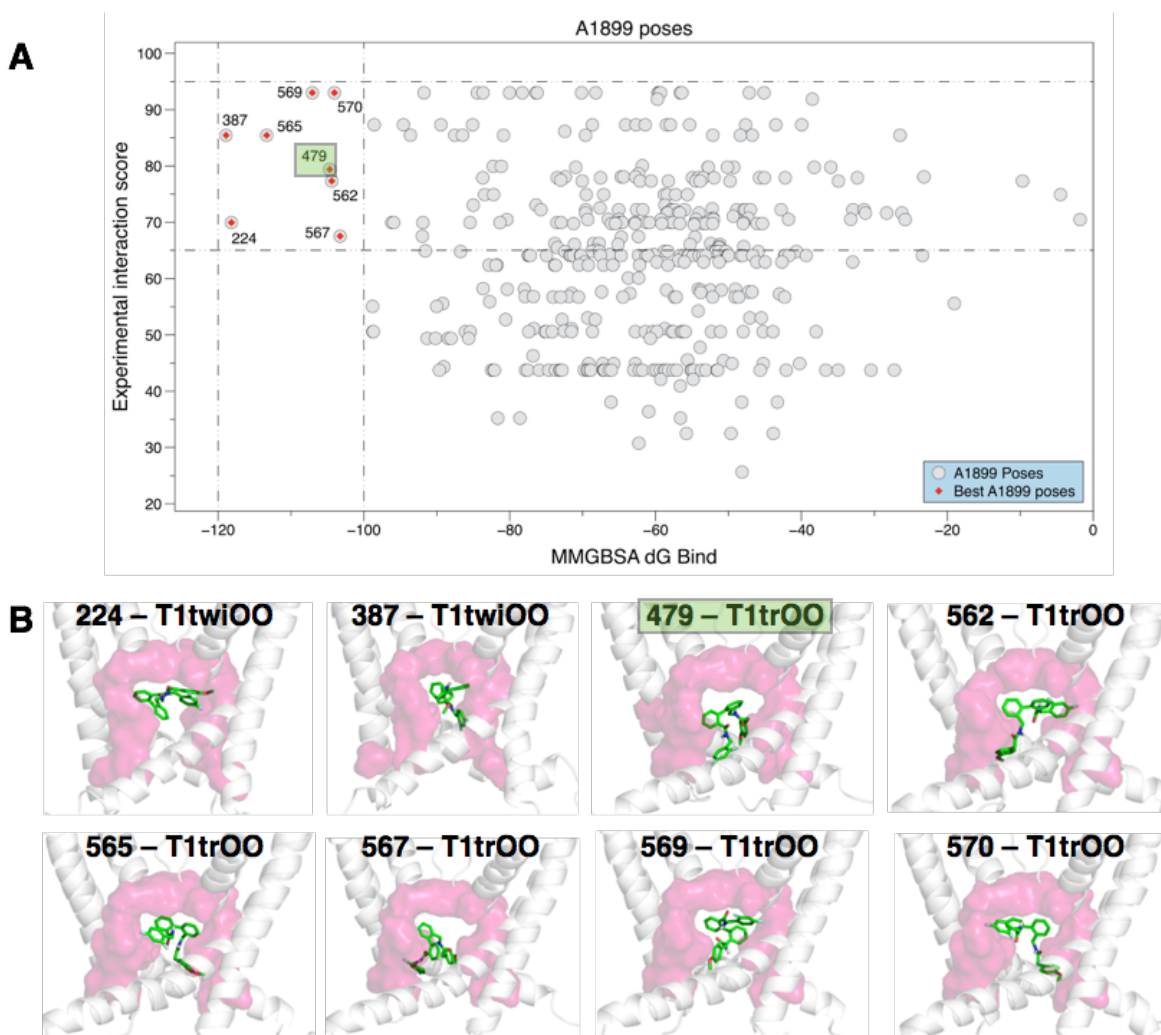 A
A1899 poses
Experimental interaction score
100
90
80
70
60
50
40
30
20
569
570
387
565
479
562
224
567
A1899 Poses
Best A1899 poses
−120
−100
−80
−60
−40
−20
0
MMGBSA dG Bind
B
224 – T1twiOO
387 – T1twiOO
479 – T1trOO
562 – T1trOO
565 – T1trOO
567 – T1trOO
569 – T1trOO
570 – T1trOO